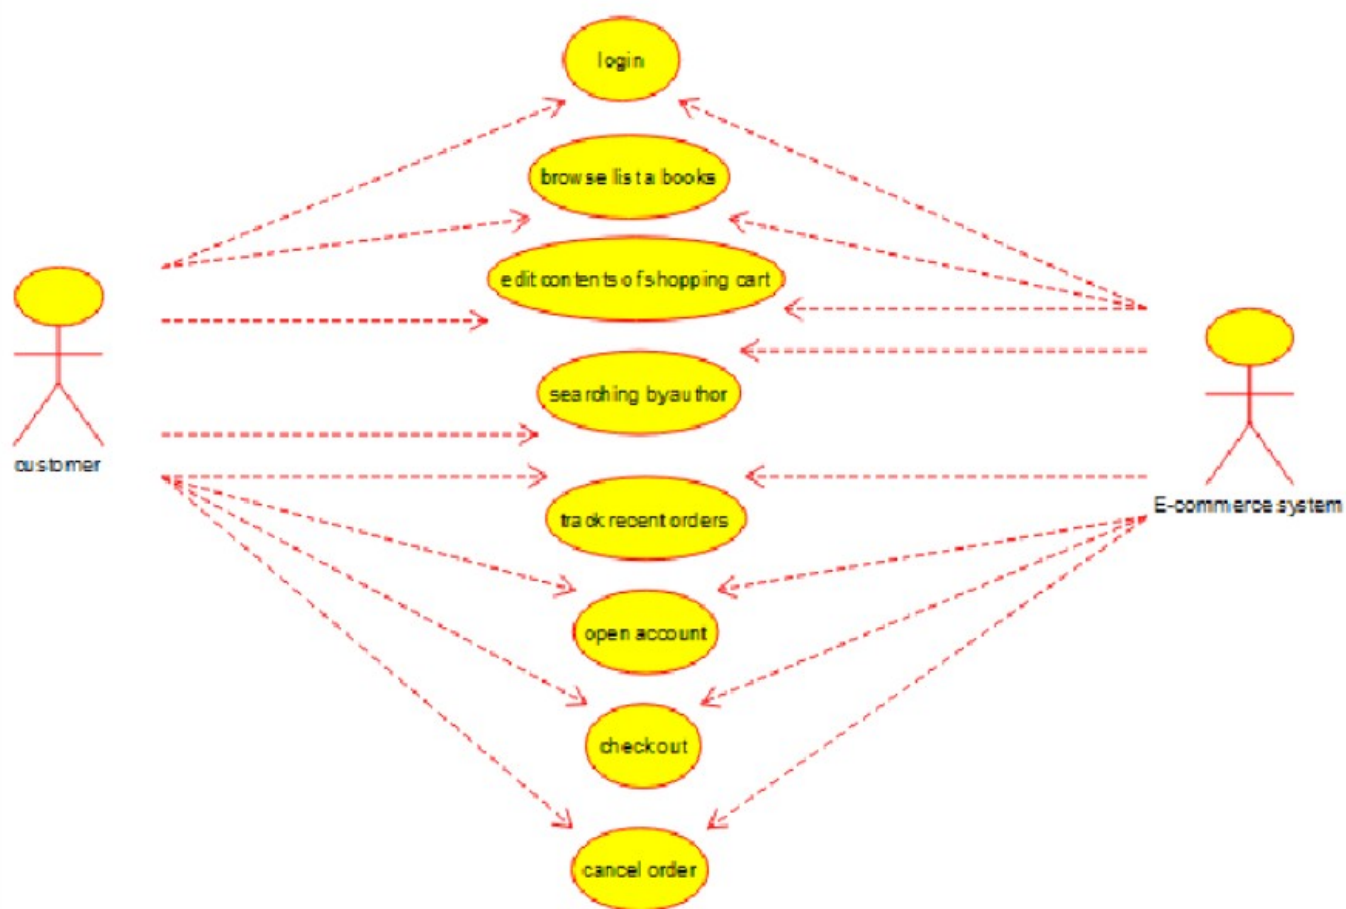 login
browse list a books
edit contents of shopping cart
searching by author
customer
track recent orders
E-commerce system
open account
checkout
cancel order